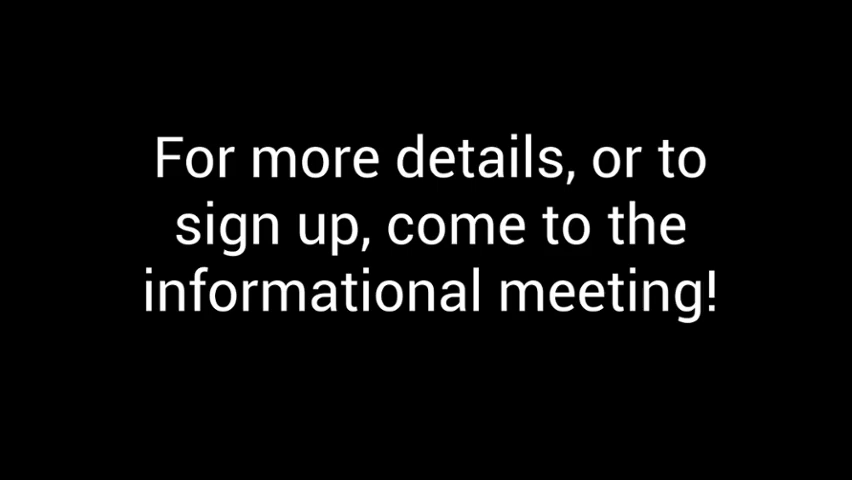 For more details, or to
sign up, come to the
informational meeting!